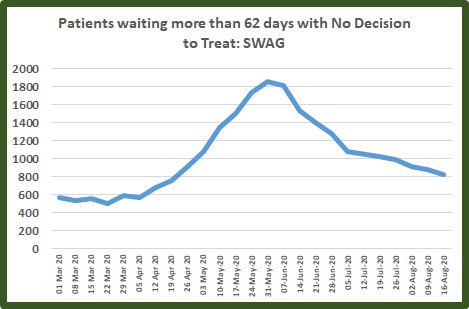 Patients waiting more than 62 days with No Decision
to Treat: SWAG
2000
1800
1600
1400
1200
1000
800
600
400
200
0
01 Mar 20
08 Mar 20
15 Mar 20
22 Mar 20
29 Mar 20
05 Apr 20
12 Apr 20
19 Apr 20
26 Apr 20
03 May 20
10-May-20
17-May-20
24-May-20
31-May-20
07-Jun-20
14-Jun-20
21-Jun-20
28-Jun-20
05-Jul-20
12-Jul-20
19-Jul-20
26-Jul-20
02-Aug-20
09-Aug-20
16-Aug-20